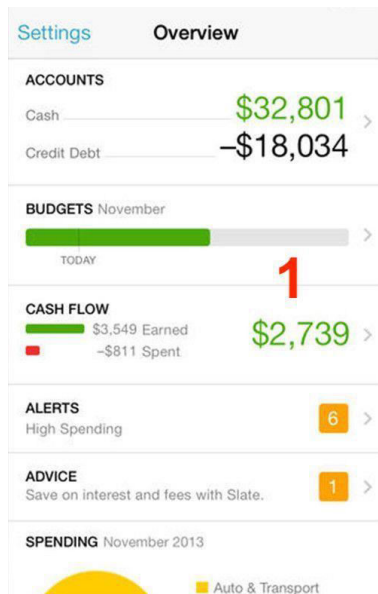 Settings Overview
ACCOUNTS
Cash $32,801
Credit Debt –$18,034
BUDGETS November
TODAY
1
CASH FLOW
$3,549 Earned
–$811 Spent
$2,739
ALERTS
High Spending
6
ADVICE
Save on interest and fees with Slate.
1
SPENDING November 2013
Auto & Transport